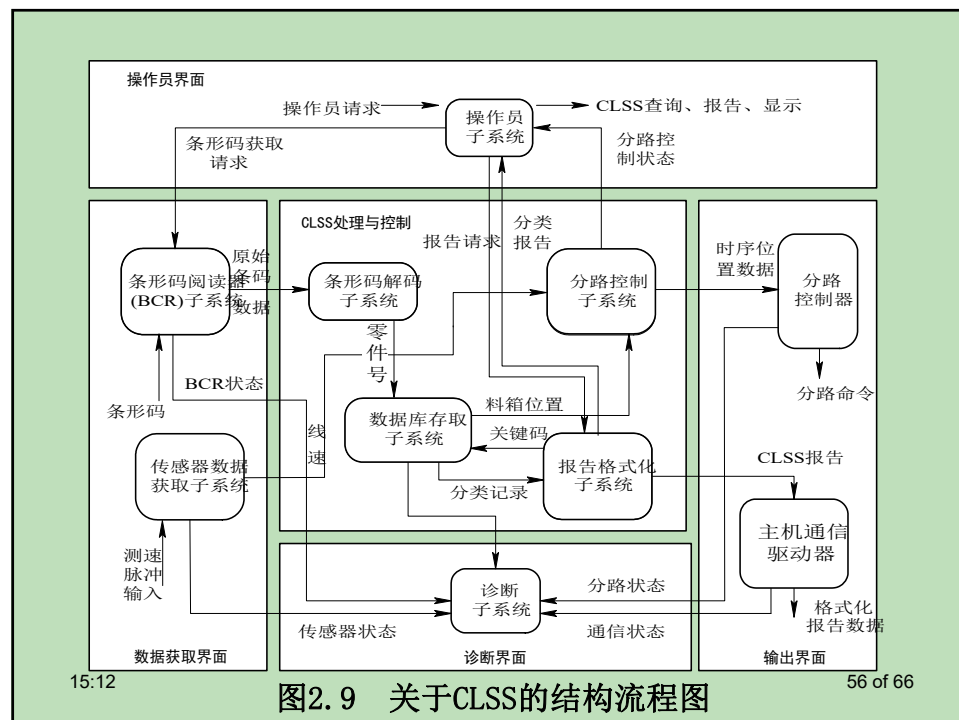 操作员界面
操作员请求
操作员
子系统
CLSS查询、报告、显示
条形码获取
请求
分路控
制状态
CLSS处理与控制
报告请求
分类
报告
条形码阅读器
(BCR)子系统
原始
条码
数据
条形码解码
子系统
分路控制
子系统
时序位
置数据
分路
控制器
零
件
号
BCR状态
条形码
分路命令
线
速
数据库存取
子系统
料箱位置
关键码
传感器数据
获取子系统
分类记录
报告格式化
子系统
CLSS报告
主机通信
驱动器
测速
脉冲
输入
诊断
子系统
分路状态
传感器状态
通信状态
格式化
报告数据
数据获取界面
诊断界面
输出界面
15:12
图2.9 关于CLSS的结构流程图
56 of 66